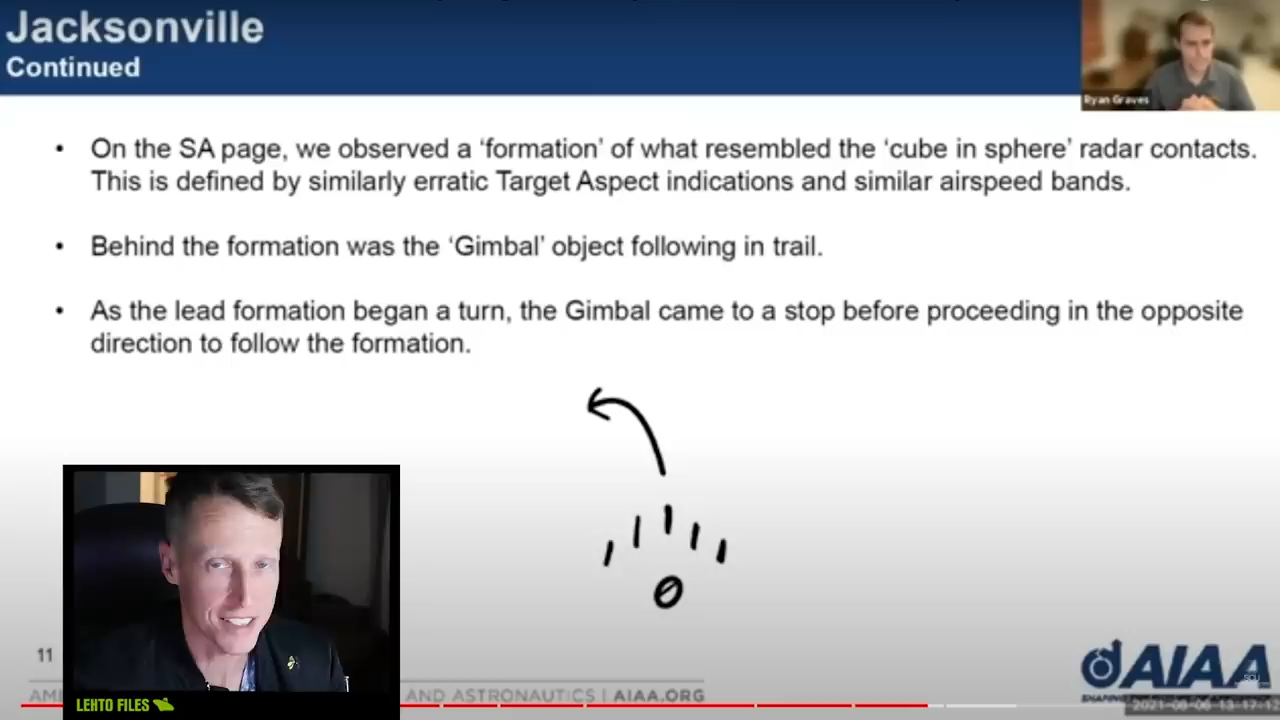 Jacksonville
Continued
Ryan Graves
• On the SA page, we observed a ‘formation’ of what resembled the ‘cube in sphere’ radar contacts.
This is defined by similarly erratic Target Aspect indications and similar airspeed bands.
• Behind the formation was the ‘Gimbal’ object following in trail.
• As the lead formation began a turn, the Gimbal came to a stop before proceeding in the opposite
direction to follow the formation.
11
AIAA
AND ASTRONAUTICS | AIAA.ORG
LEHTO FILES